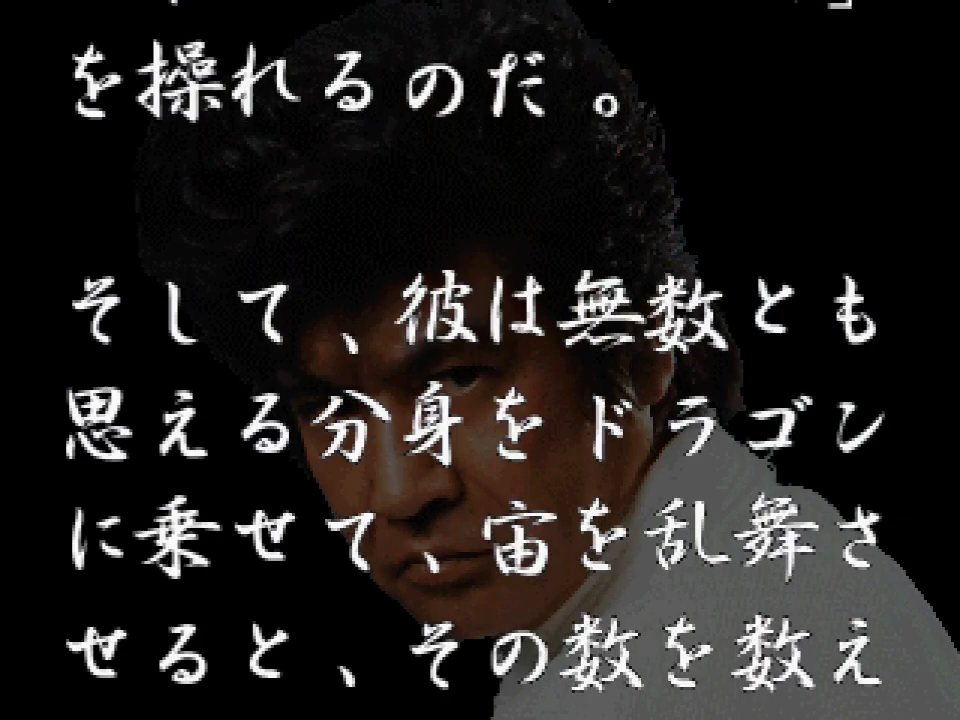 」
を操れるのだ。
そして、彼は無数とも
思える分身をドラゴン
に乗せて、宙を乱舞さ
せると、その数を数え